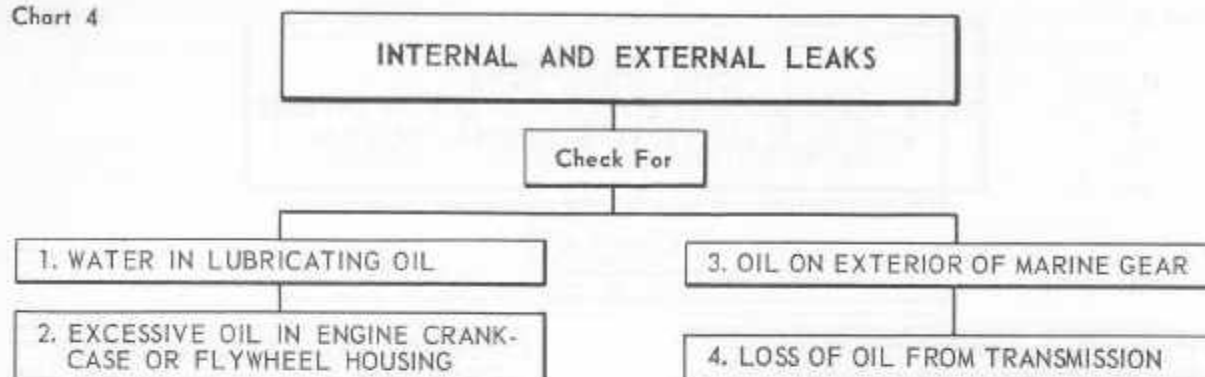 Chart 4
INTERNAL AND EXTERNAL LEAKS
Check For
1. WATER IN LUBRICATING OIL
2. EXCESSIVE OIL IN ENGINE CRANK-
CASE OR FLYWHEEL HOUSING
3. OIL ON EXTERIOR OF MARINE GEAR
4. LOSS OF OIL FROM TRANSMISSION